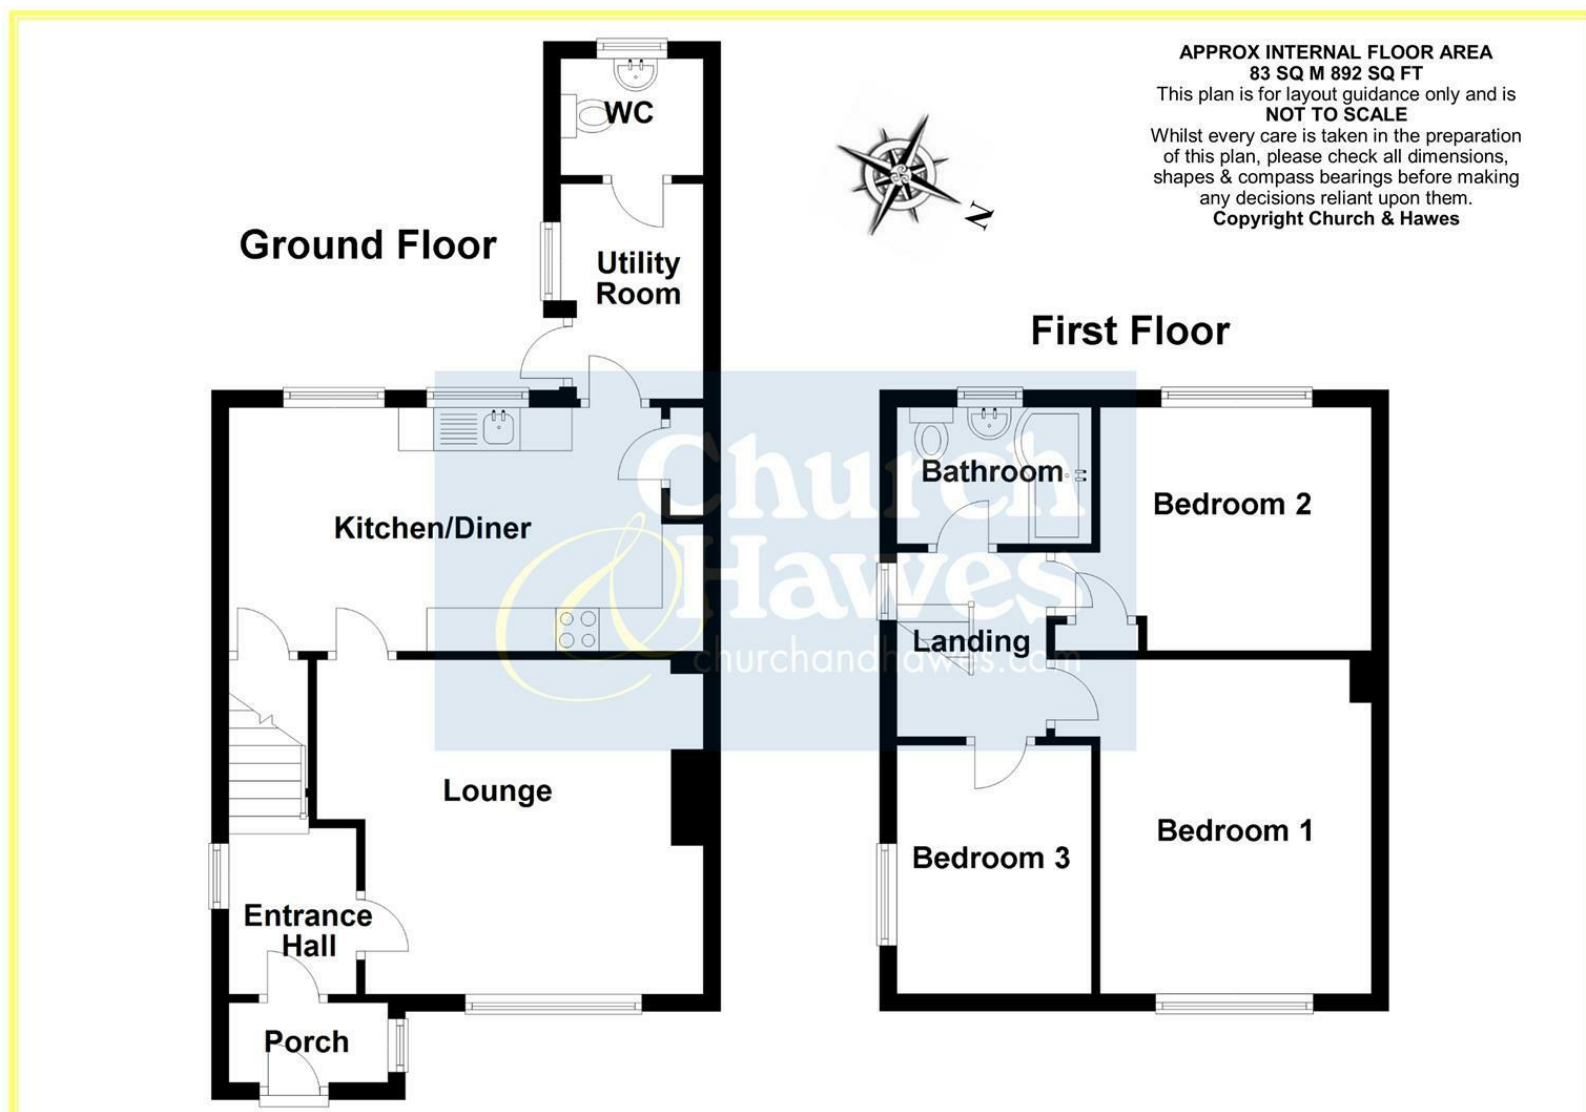 APPROX INTERNAL FLOOR AREA
83 SQ M 892 SQ FT
This plan is for layout guidance only and is
NOT TO SCALE
Whilst every care is taken in the preparation
of this plan, please check all dimensions,
shapes & compass bearings before making
any decisions reliant upon them.
Copyright Church & Hawes
N
Ground Floor
WC
Utility
Room
Kitchen/Diner
Lounge
Entrance
Hall
Porch
First Floor
Bathroom
Bedroom 2
Landing
Bedroom 3
Bedroom 1
Church
& Hawes
churchandhawes.com